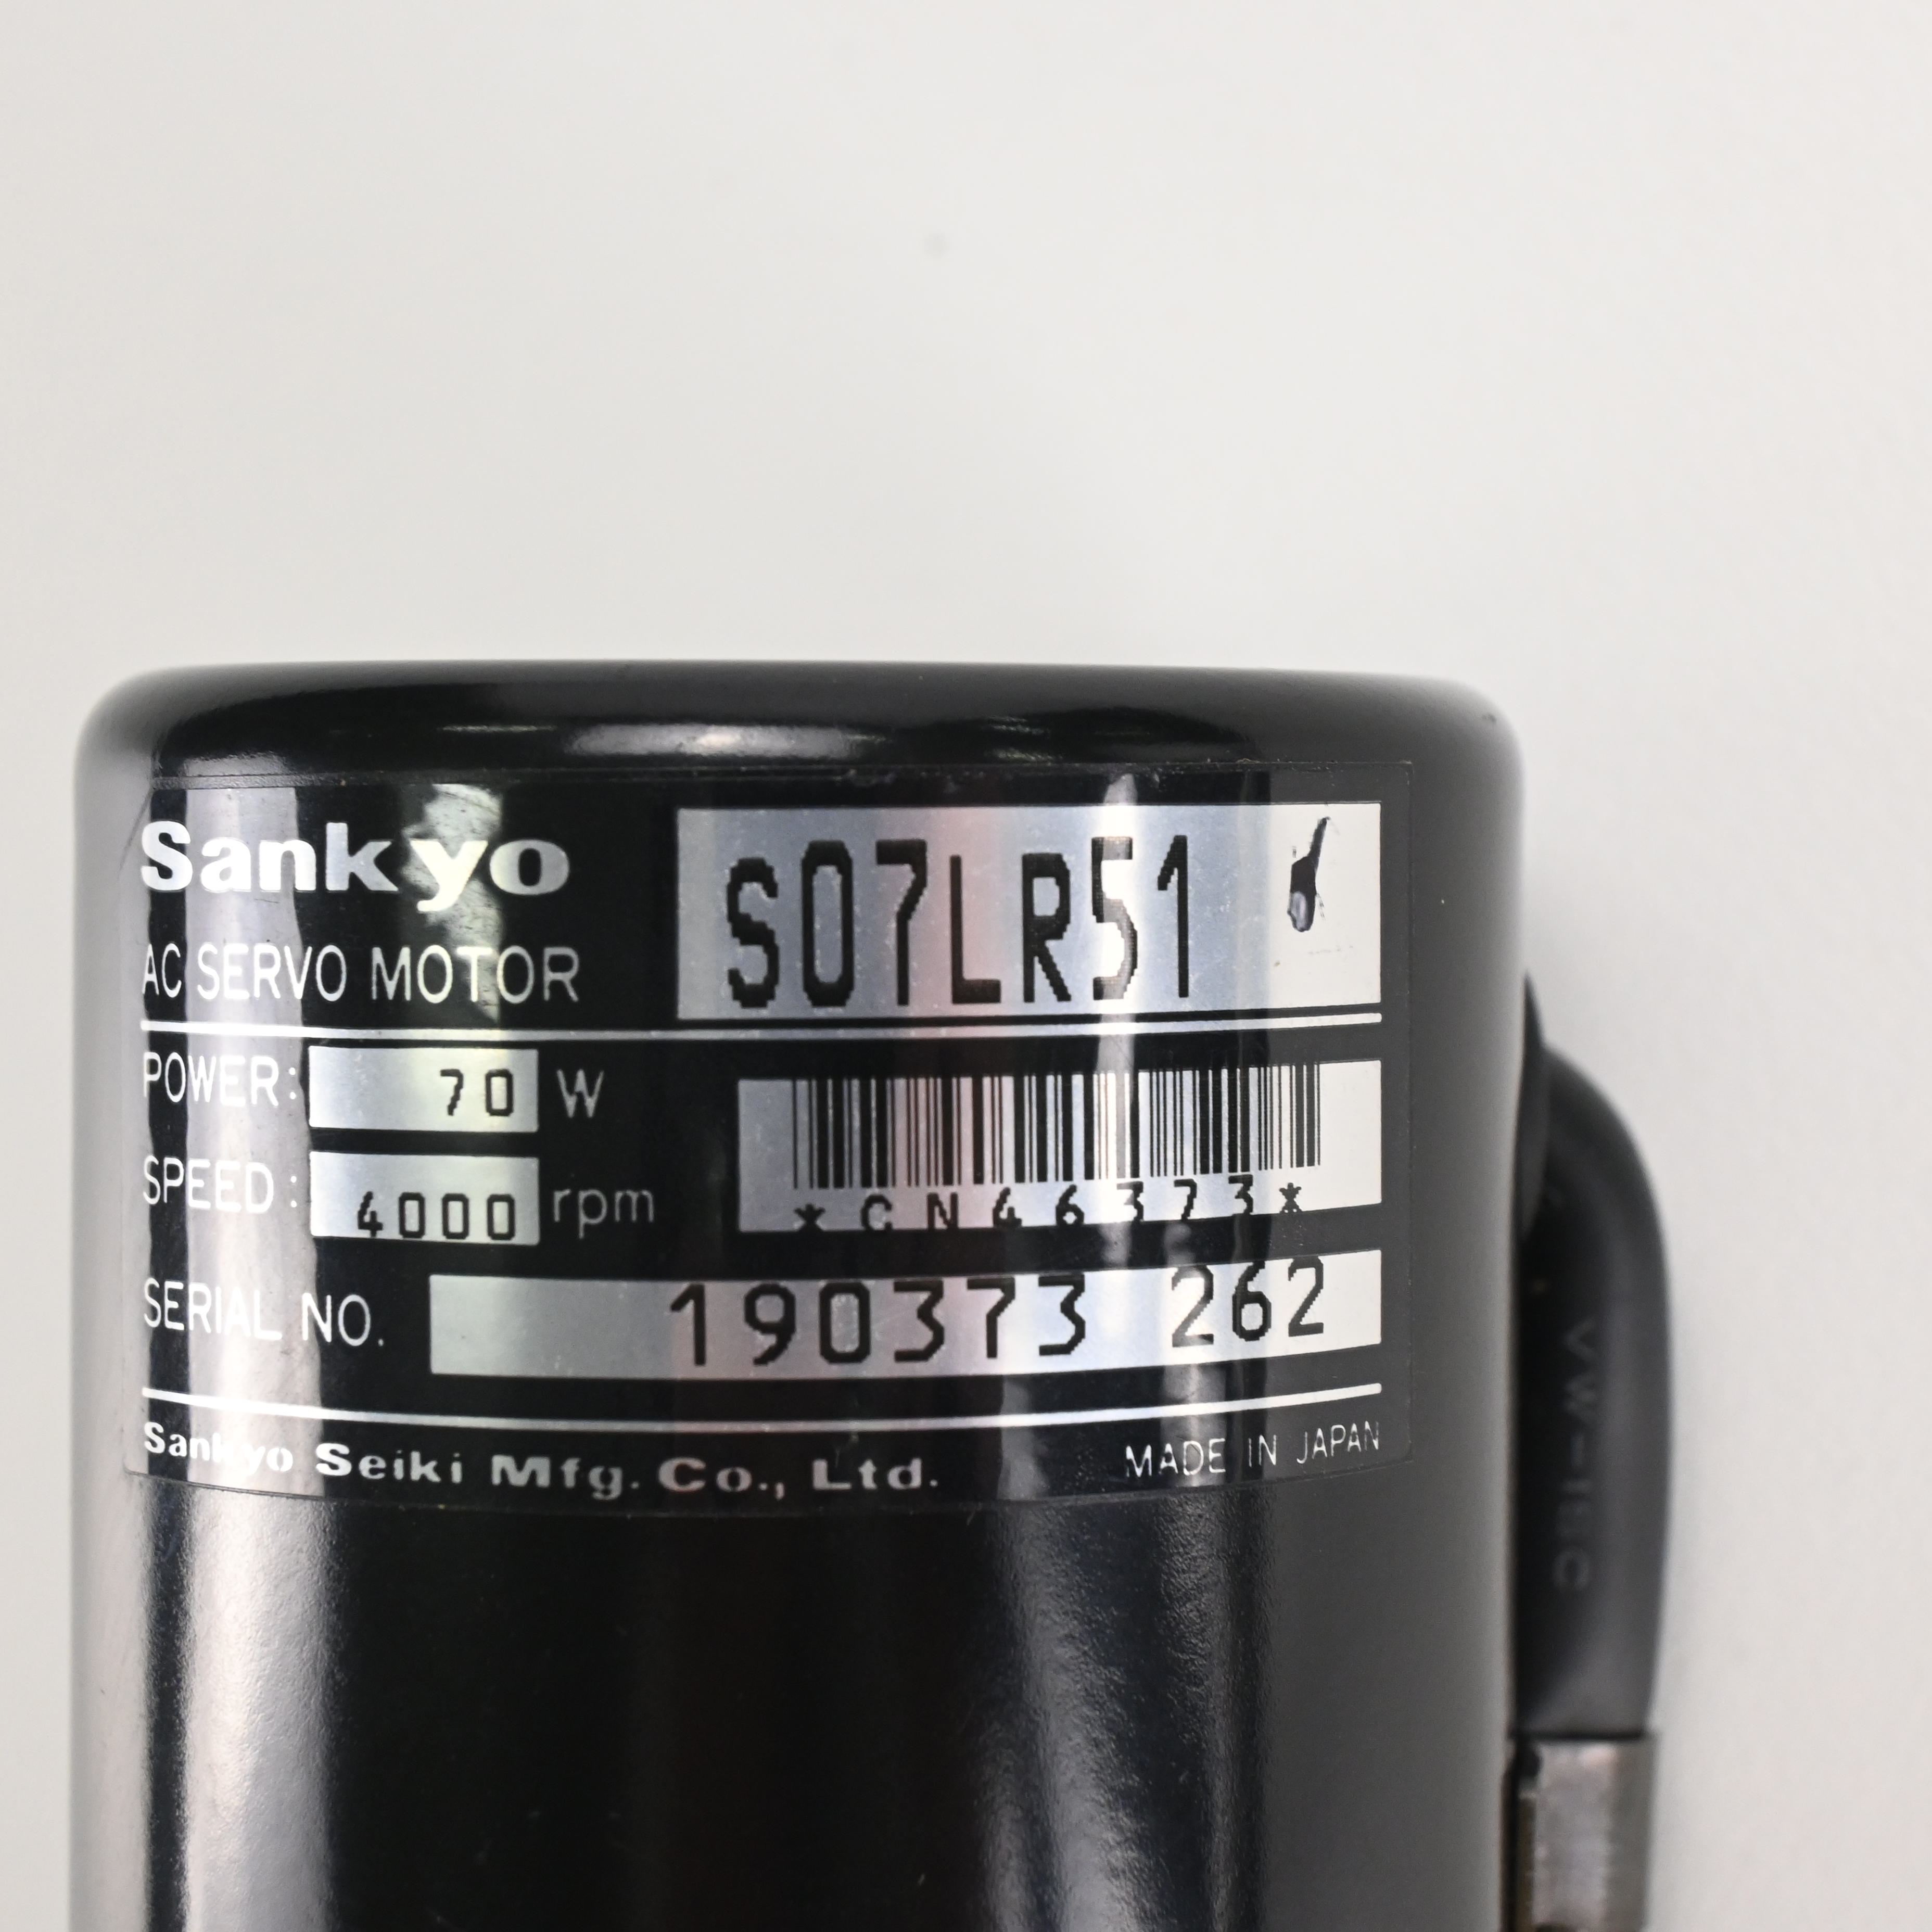 Sankyo
S07LR51
AC SERVO MOTOR
POWER: 70 W
SPEED: 4000 rpm
*CN46373*
SERIAL NO. 190373 262
Sankyo Seiki Mfg. Co., Ltd.
MADE IN JAPAN